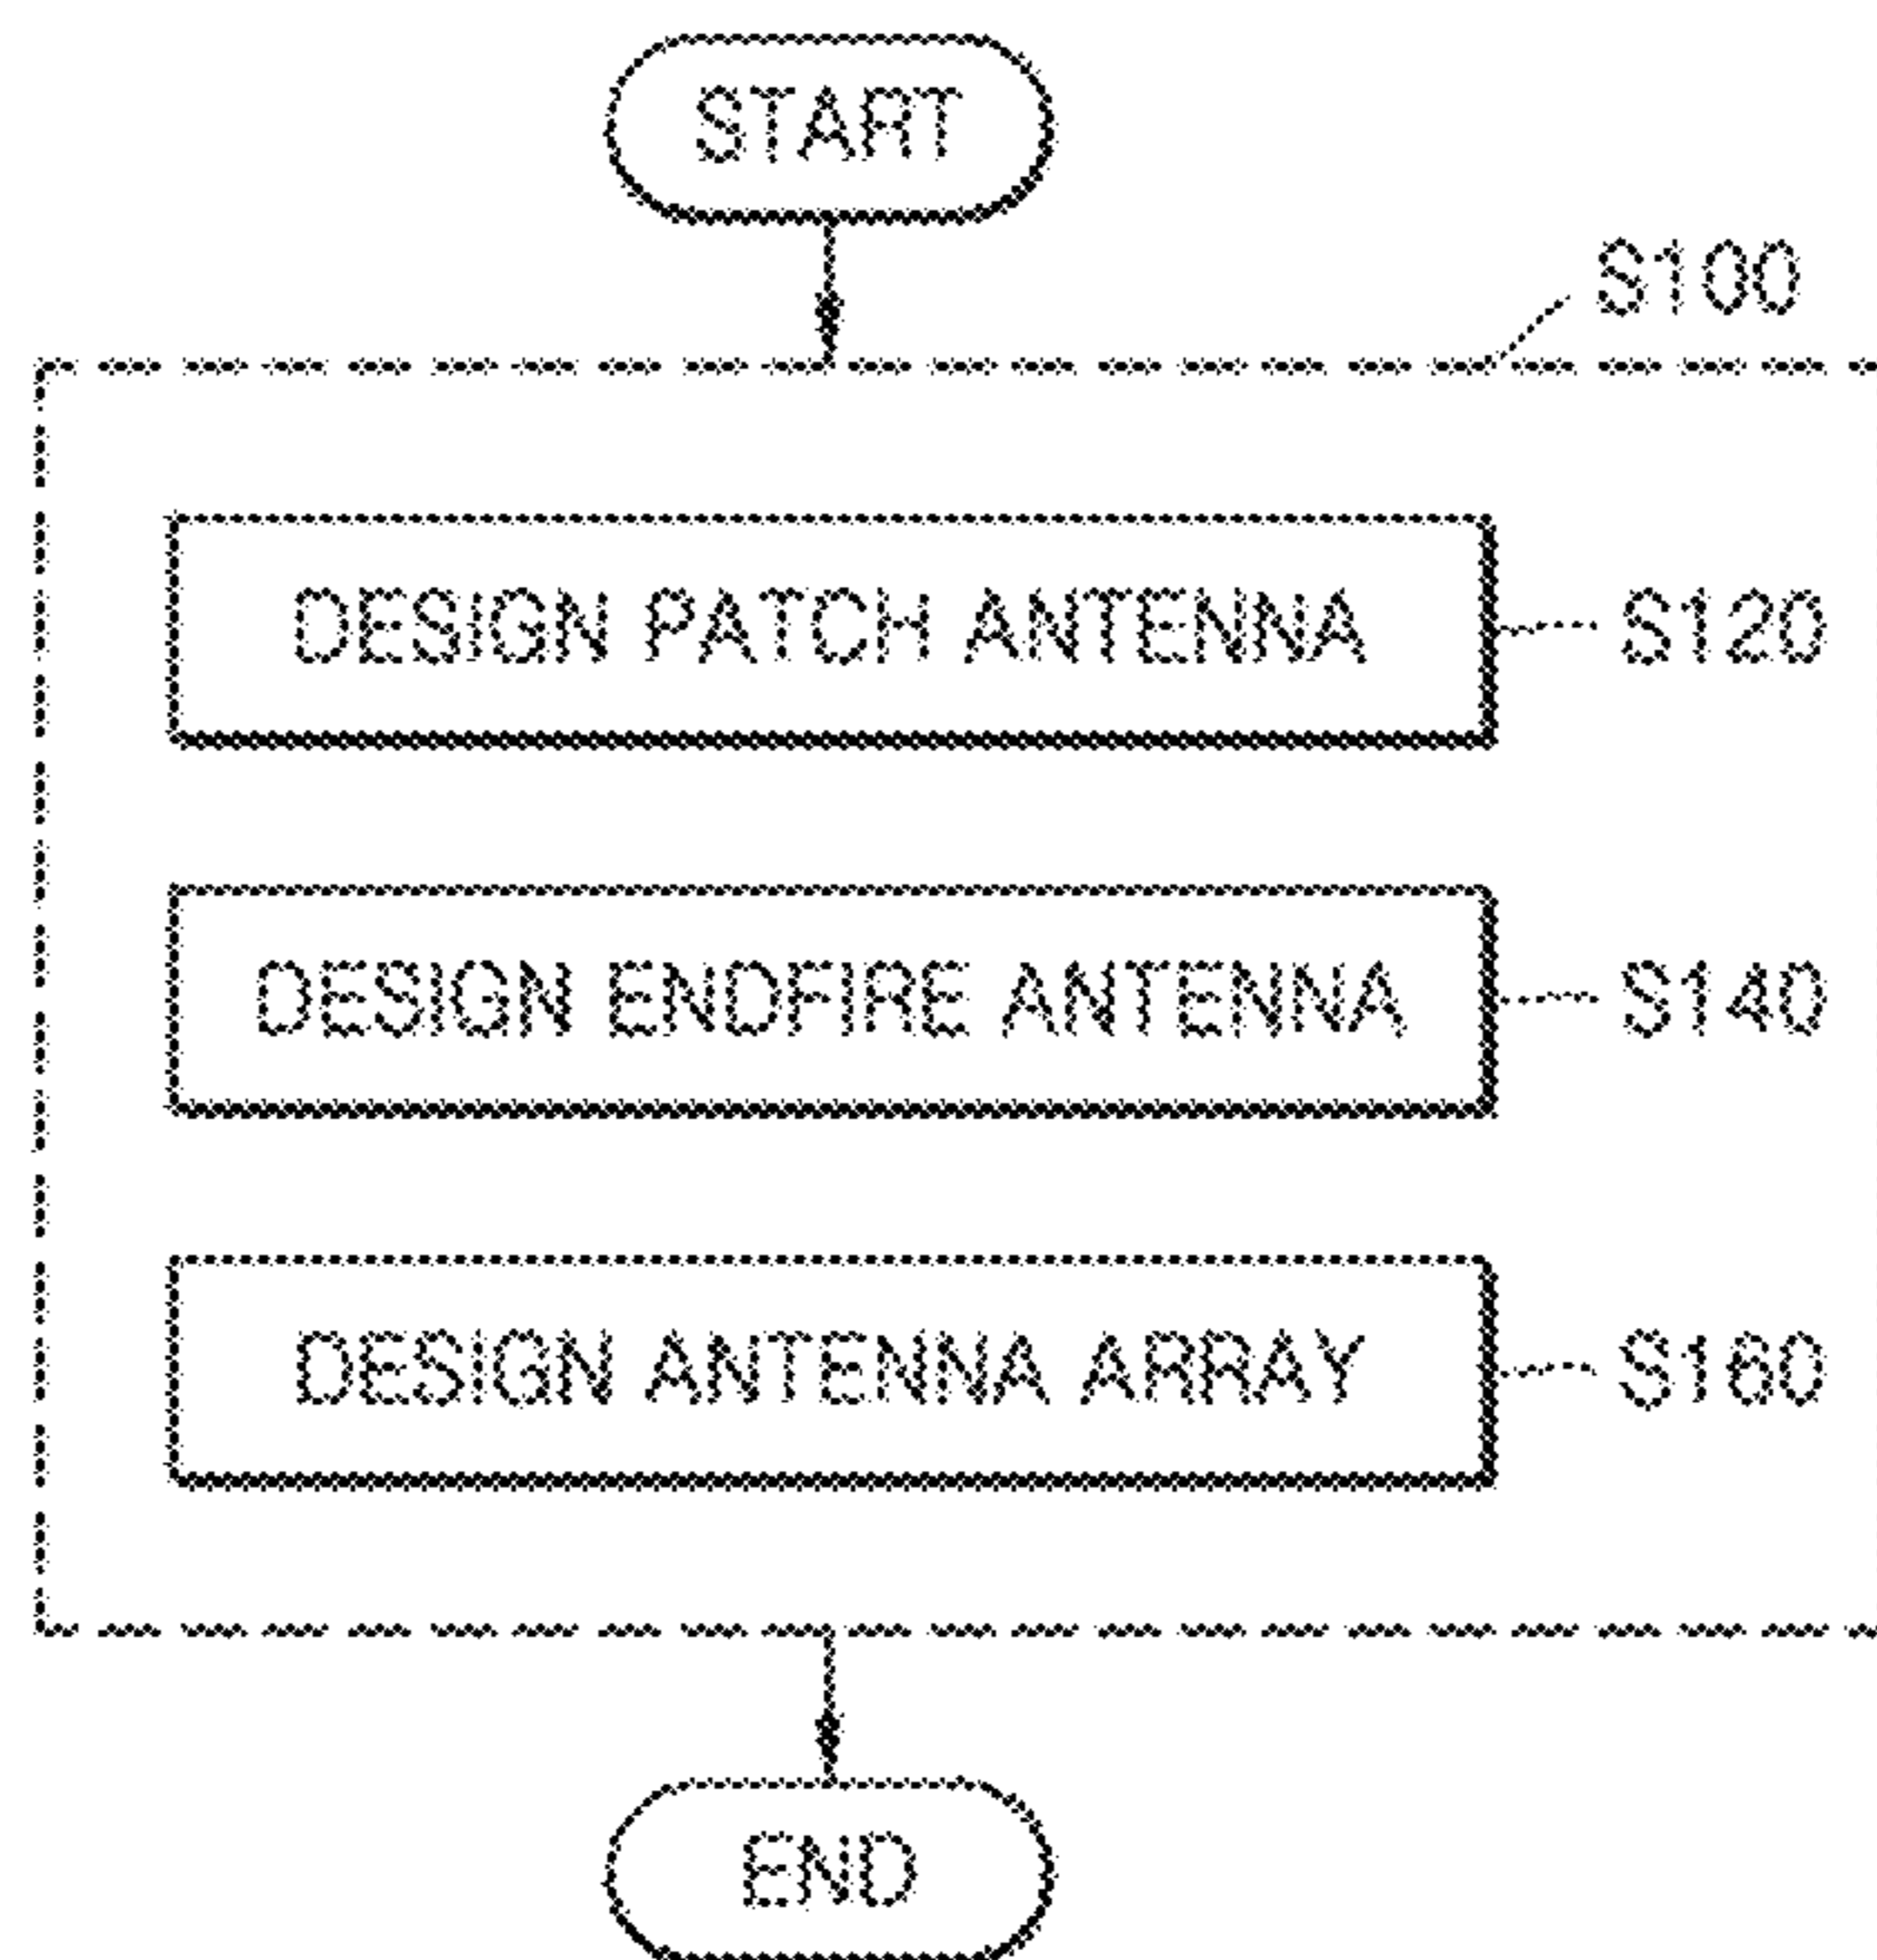 START
S100
DESIGN PATCH ANTENNA S120
DESIGN ENDFIRE ANTENNA S140
DESIGN ANTENNA ARRAY S160
END